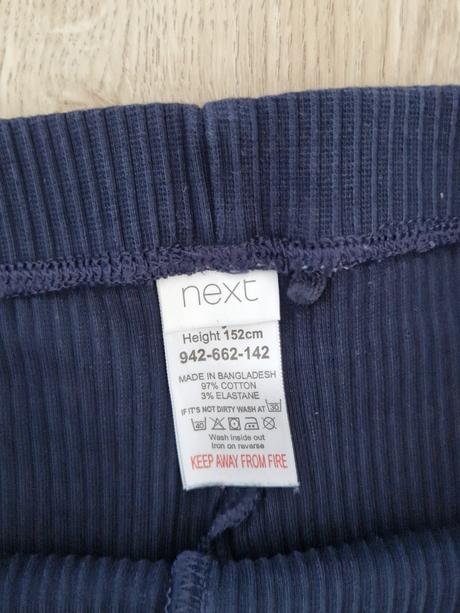 next
Height 152cm
942-662-142
MADE IN BANGLADESH
97% COTTON
3% ELASTANE
IF IT'S NOT DIRTY WASH AT 30
40
Wash inside out
Iron on reverse
KEEP AWAY FROM FIRE